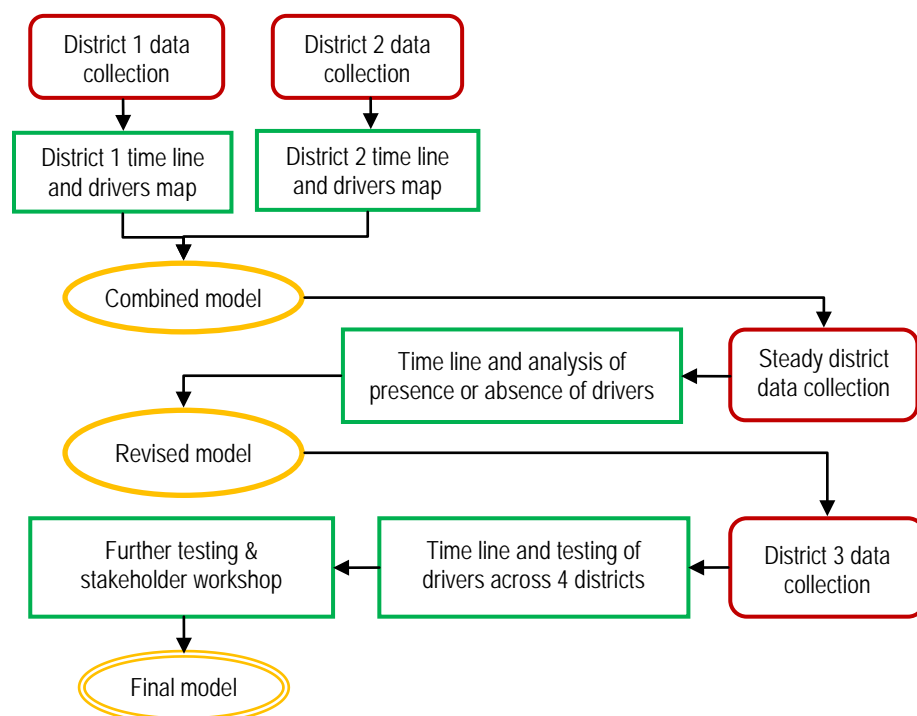 District 1 data
collection
District 2 data
collection
District 1 time line
and drivers map
District 2 time line
and drivers map
Combined model
Time line and analysis of
presence or absence of drivers
Steady district
data collection
Revised model
Further testing &
stakeholder workshop
Time line and testing of
drivers across 4 districts
District 3 data
collection
Final model